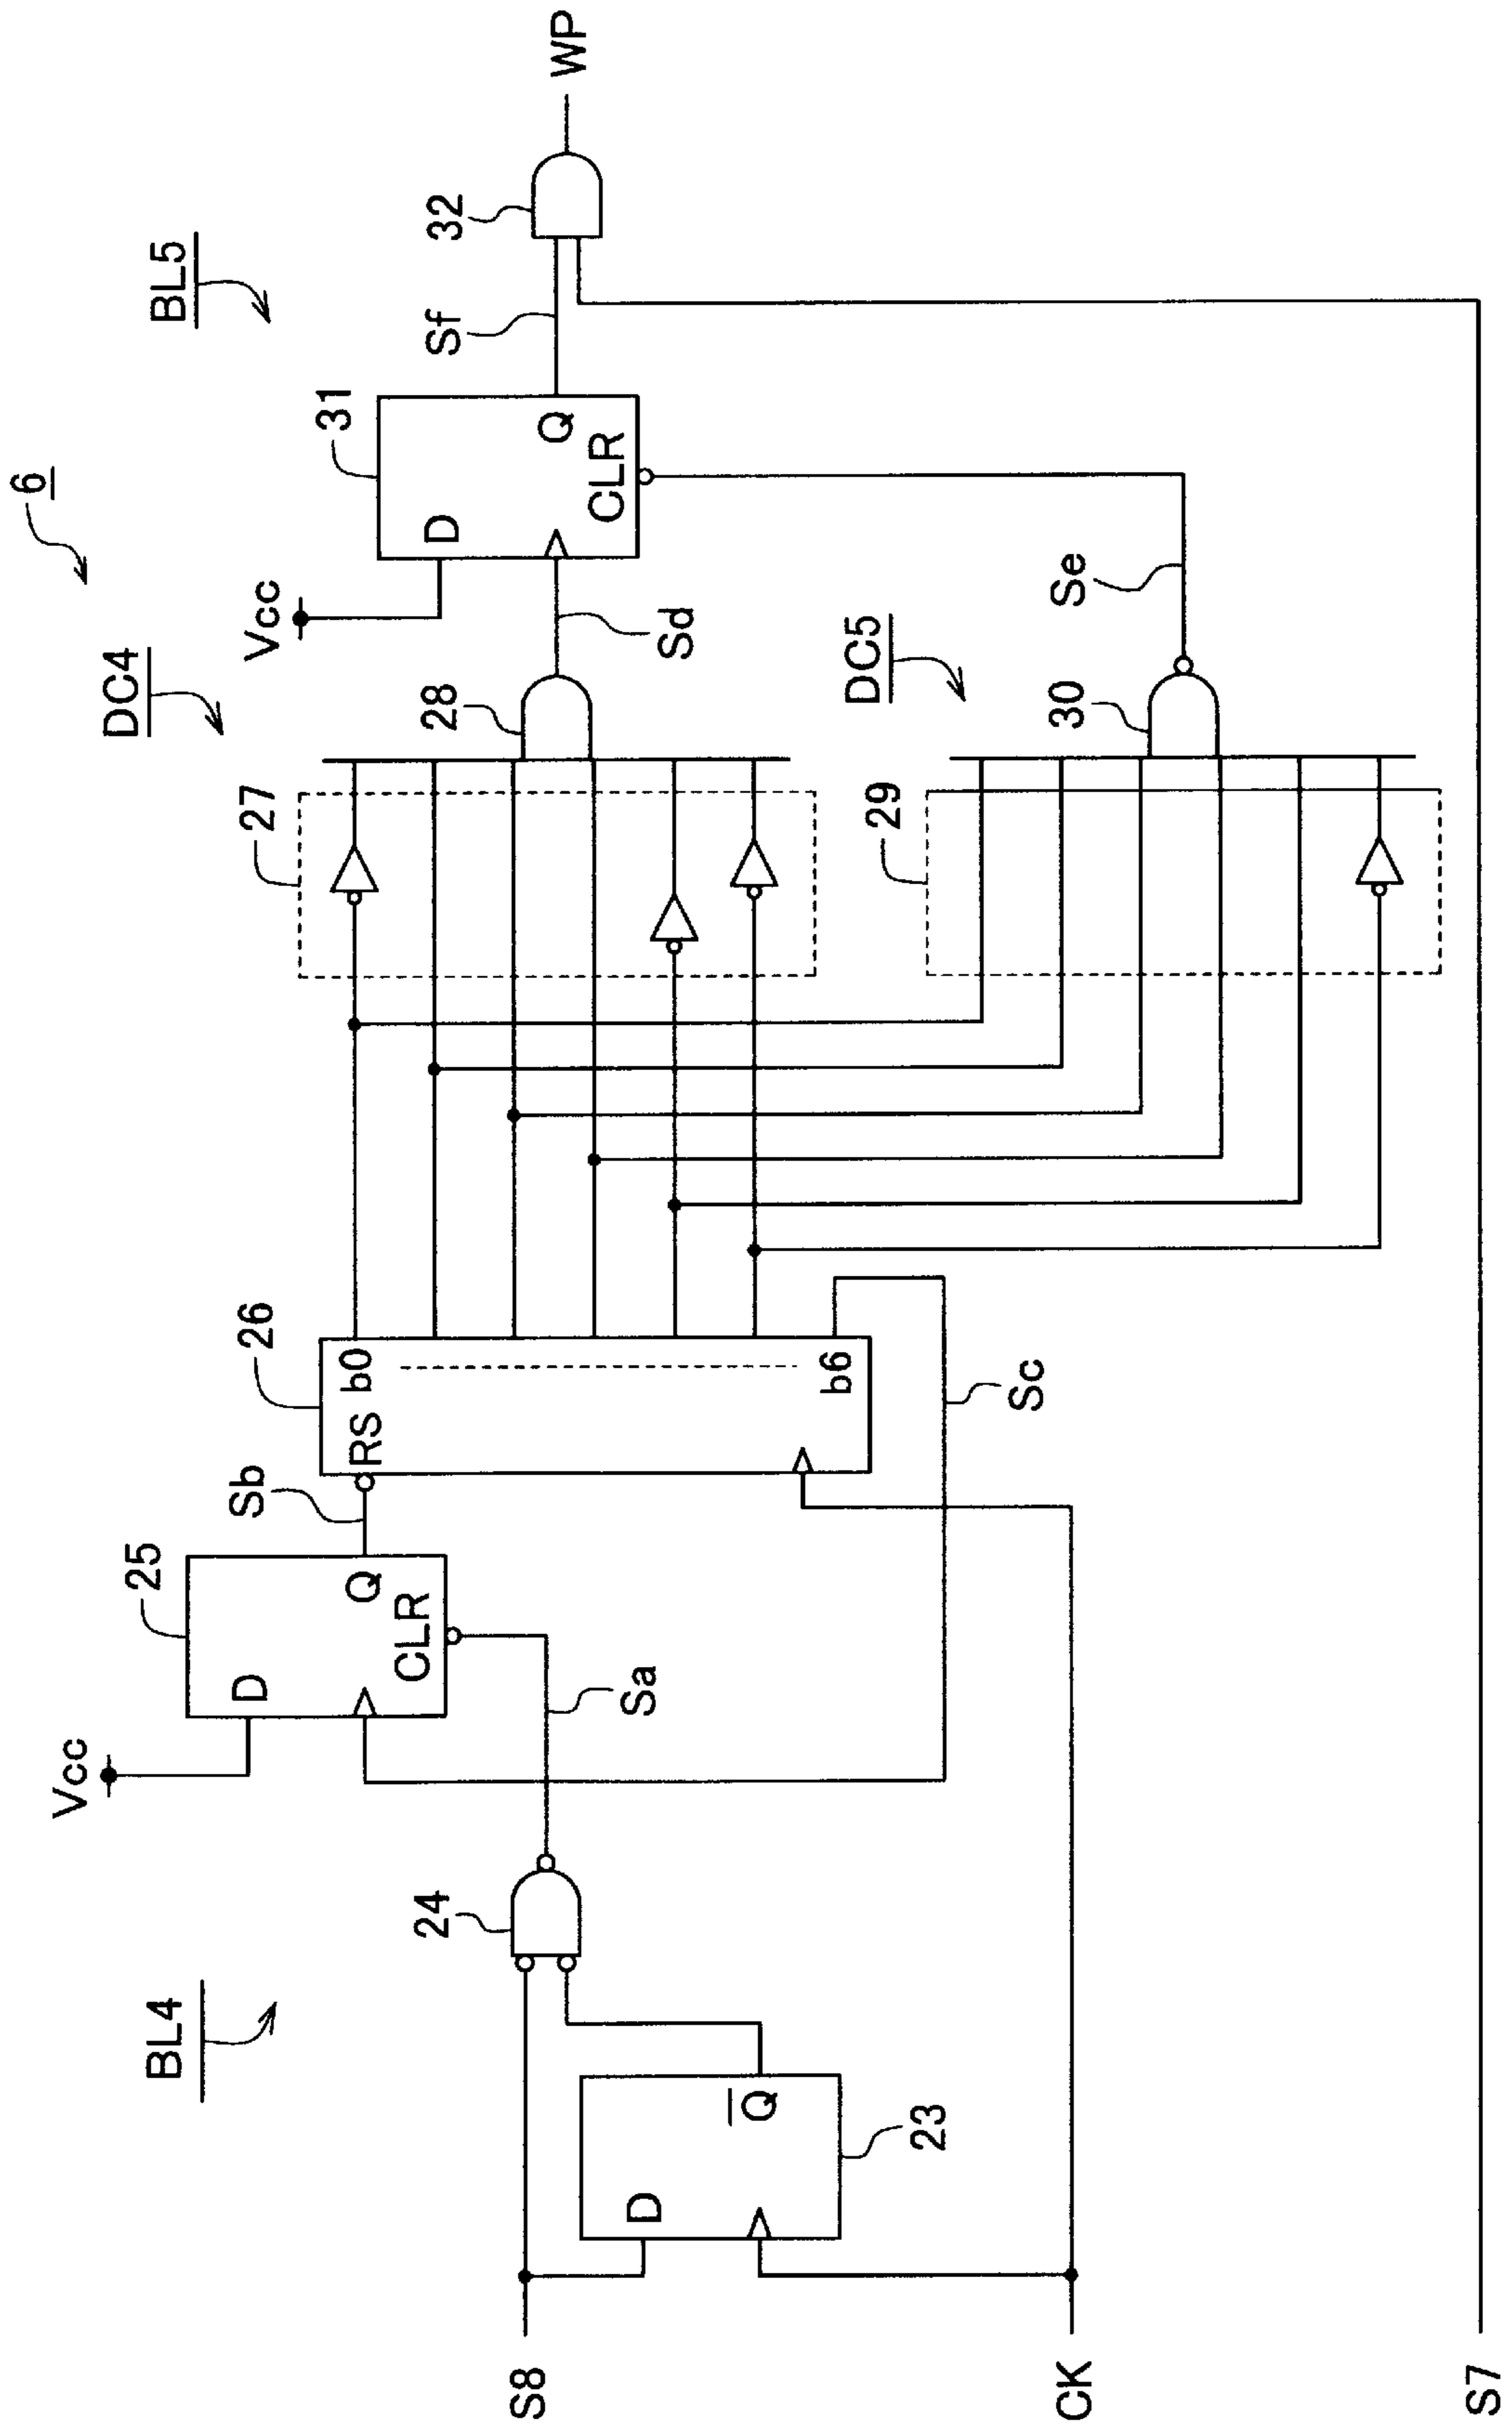 6
BL4
DC4
BL5
Vcc
25
D
Q
CLR
Sb
26
RS
b0
b6
27
28
Vcc
31
D
Q
CLR
Sf
32
WP
Sd
24
Sa
Sc
DC5
29
30
Se
S8
D
Q
23
CK
S7